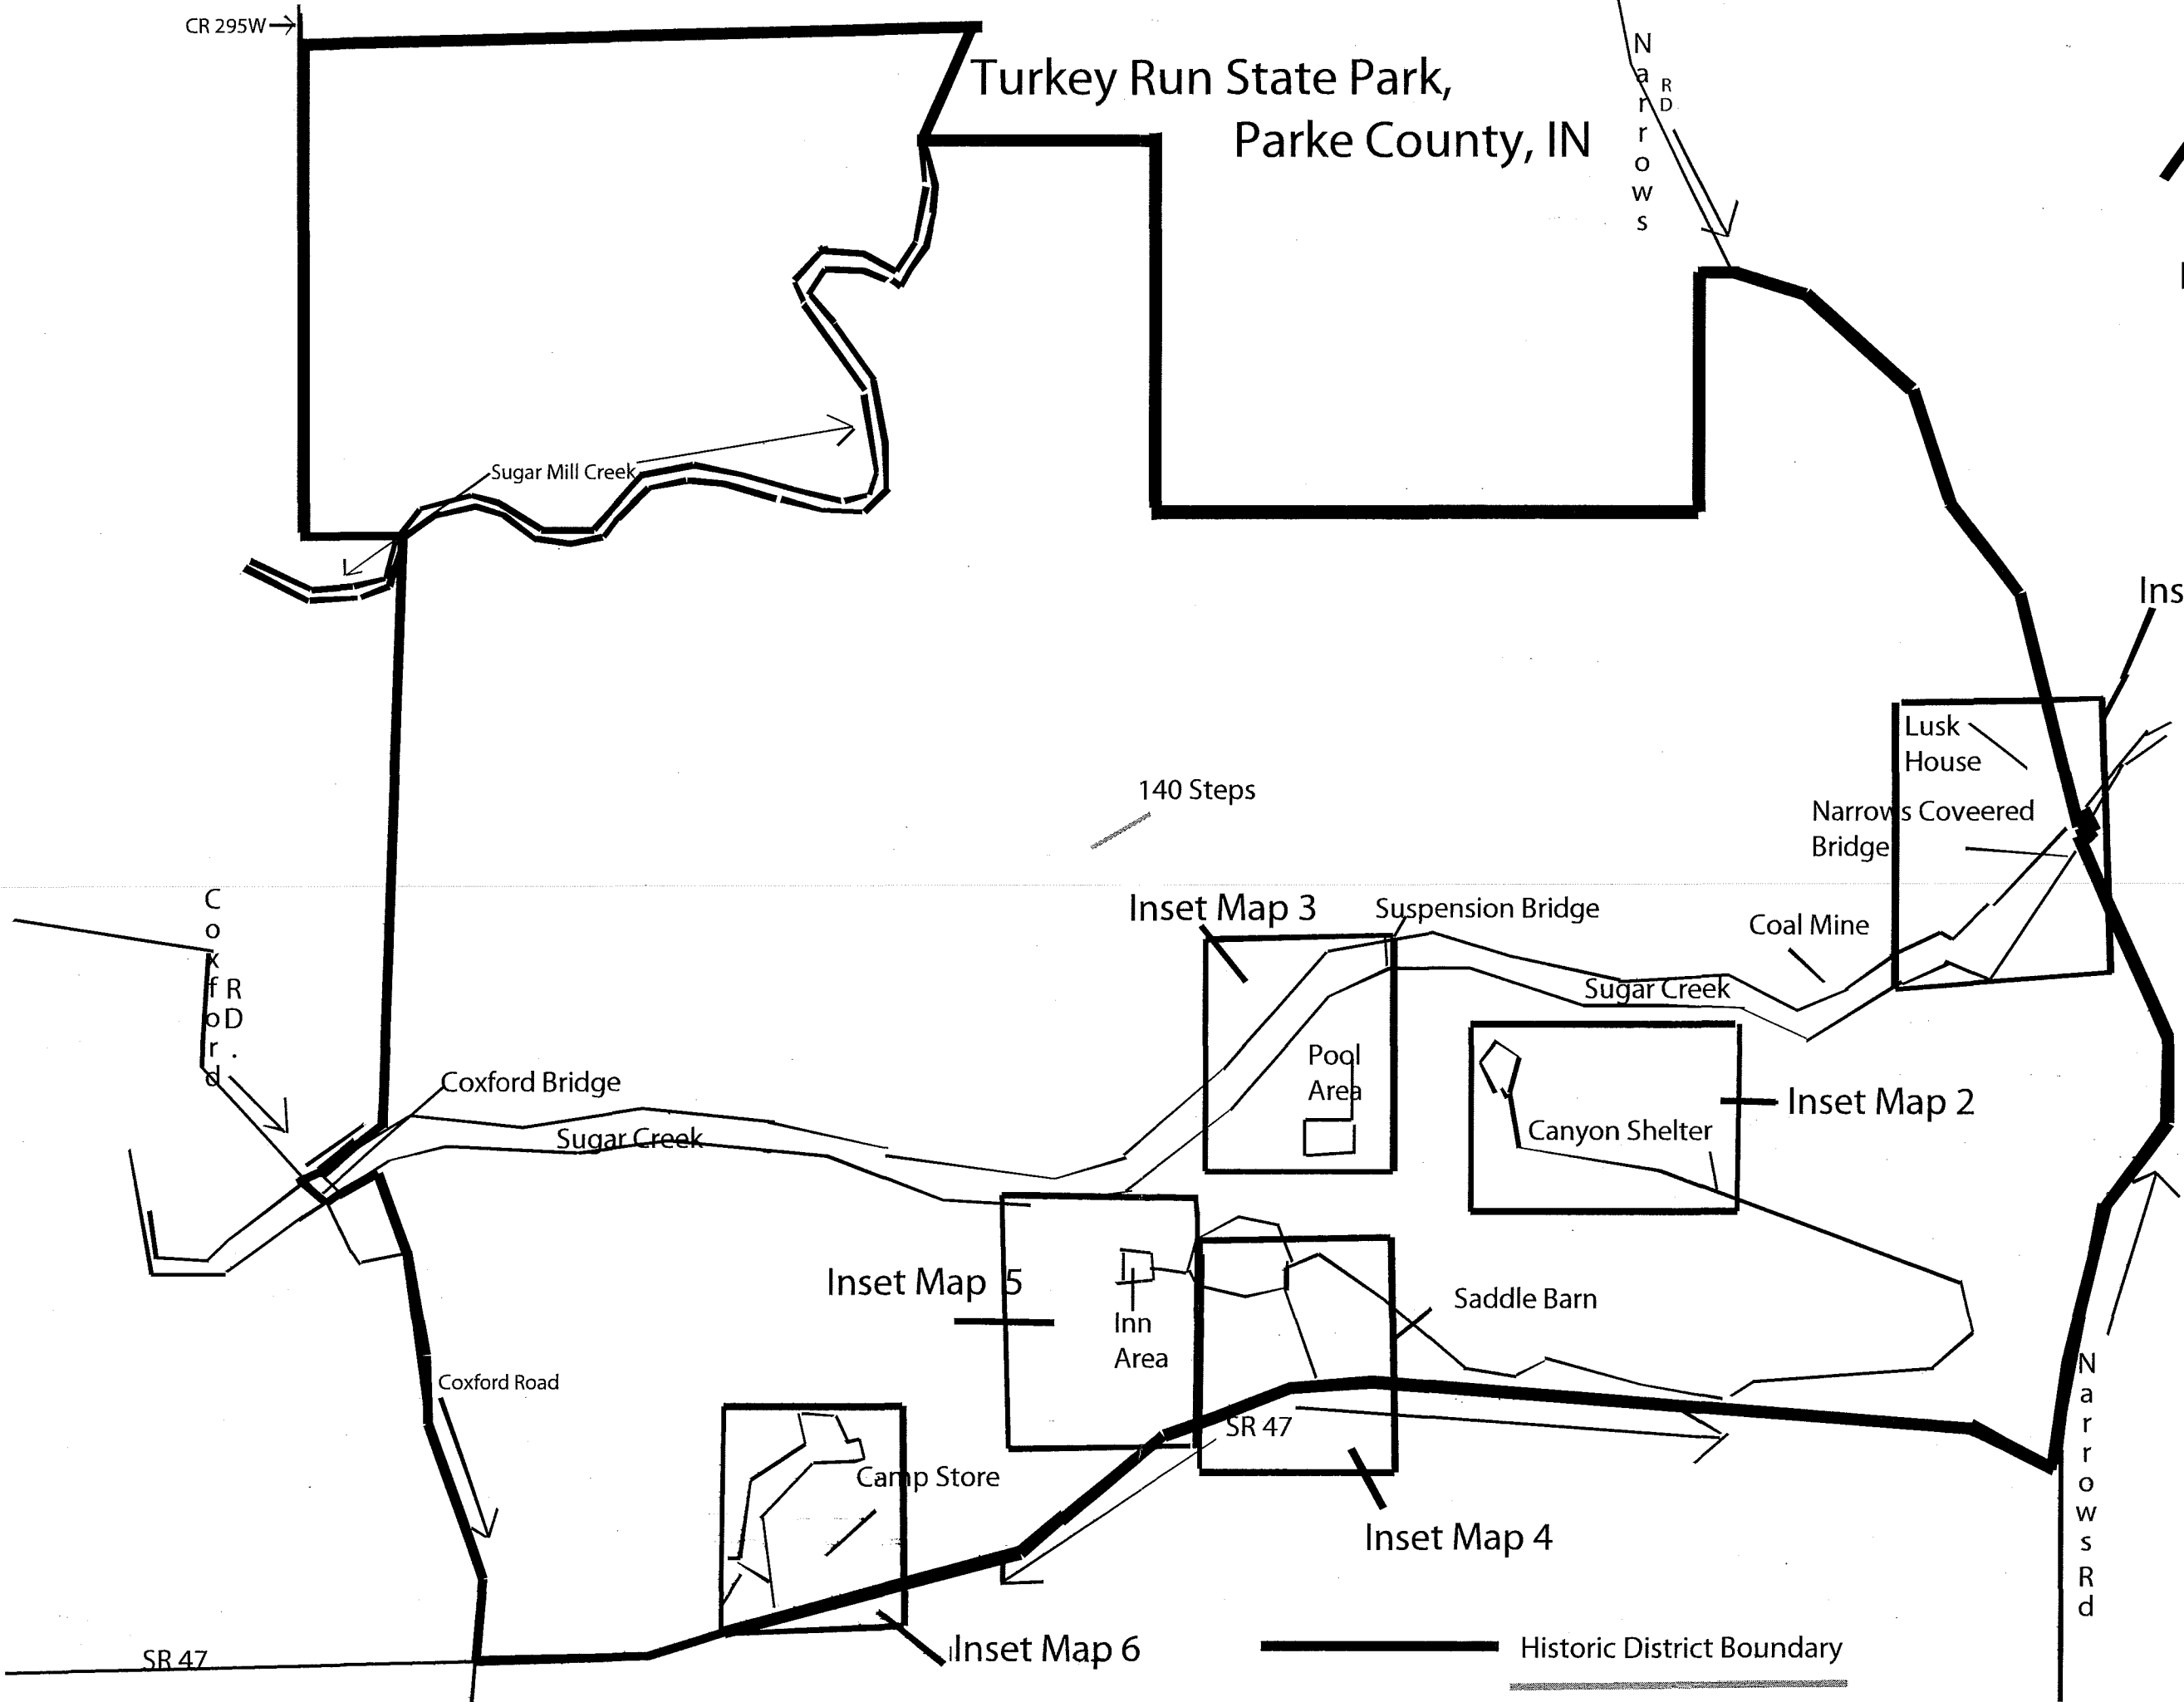 CR 295W
Turkey Run State Park,
Parke County, IN
Narrows
RD
Sugar Mill Creek
Ins
Lusk
House
Narrows Coveered
Bridge
140 Steps
Coxford
RD.
Inset Map 3
Suspension Bridge
Coal Mine
Sugar Creek
Pool
Area
Coxford Bridge
Sugar Creek
Canyon Shelter
Inset Map 2
Inset Map 5
Inn
Area
Saddle Barn
Coxford Road
Narrows Rd
SR 47
Camp Store
Inset Map 4
Inset Map 6
Historic District Boundary
SR 47